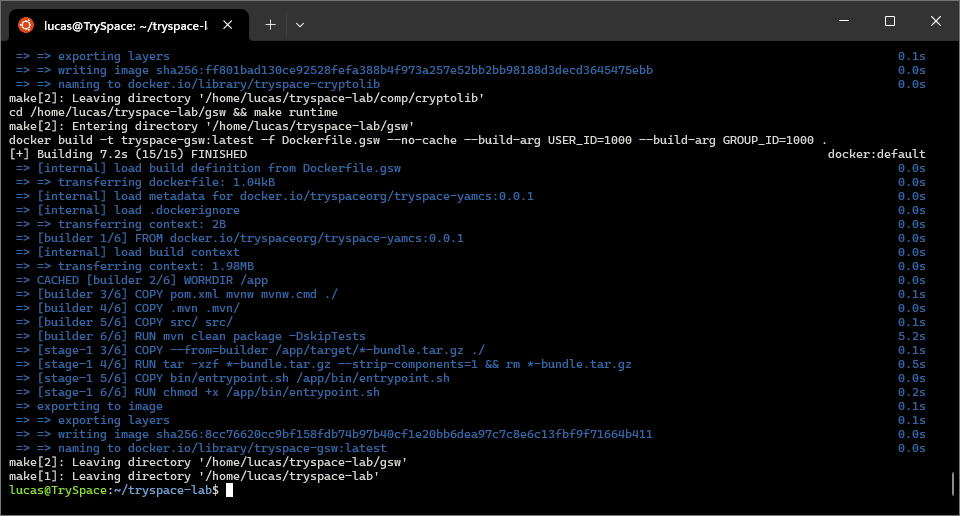 lucas@TrySpace: ~/tryspace-l
=> => exporting layers 0.1s
=> => writing image sha256:ff801bad130ce92528fefa388b4f973a257e52bb2bb98188d3decd3645475ebb 0.0s
=> => naming to docker.io/library/tryspace-cryptolib 0.0s
make[2]: Leaving directory '/home/lucas/tryspace-lab/comp/cryptolib'
cd /home/lucas/tryspace-lab/gsw && make runtime
make[2]: Entering directory '/home/lucas/tryspace-lab/gsw'
docker build -t tryspace-gsw:latest -f Dockerfile.gsw --no-cache --build-arg USER_ID=1000 --build-arg GROUP_ID=1000 .
[+] Building 7.2s (15/15) FINISHED docker:default
=> [internal] load build definition from Dockerfile.gsw 0.0s
=> => transferring dockerfile: 1.04kB 0.0s
=> [internal] load metadata for docker.io/tryspaceorg/tryspace-yamcs:0.0.1 0.0s
=> [internal] load .dockerignore 0.0s
=> => transferring context: 2B 0.0s
=> [builder 1/6] FROM docker.io/tryspaceorg/tryspace-yamcs:0.0.1 0.0s
=> [internal] load build context 0.0s
=> => transferring context: 1.98MB 0.0s
=> CACHED [builder 2/6] WORKDIR /app 0.0s
=> [builder 3/6] COPY pom.xml mvnw mvnw.cmd ./ 0.1s
=> [builder 4/6] COPY .mvn .mvn/ 0.0s
=> [builder 5/6] COPY src/ src/ 0.1s
=> [builder 6/6] RUN mvn clean package -DskipTests 5.2s
=> [stage-1 3/6] COPY --from=builder /app/target/*-bundle.tar.gz ./ 0.1s
=> [stage-1 4/6] RUN tar -xzf *-bundle.tar.gz --strip-components=1 && rm *-bundle.tar.gz 0.5s
=> [stage-1 5/6] COPY bin/entrypoint.sh /app/bin/entrypoint.sh 0.0s
=> [stage-1 6/6] RUN chmod +x /app/bin/entrypoint.sh 0.2s
=> exporting to image 0.1s
=> => exporting layers 0.1s
=> => writing image sha256:8cc76620cc9bf158fdb74b97b40cf1e20bb6dea97c7c8e6c13fbf9f71664b411 0.0s
=> => naming to docker.io/library/tryspace-gsw:latest 0.0s
make[2]: Leaving directory '/home/lucas/tryspace-lab/gsw'
make[1]: Leaving directory '/home/lucas/tryspace-lab'
lucas@TrySpace:~/tryspace-lab$